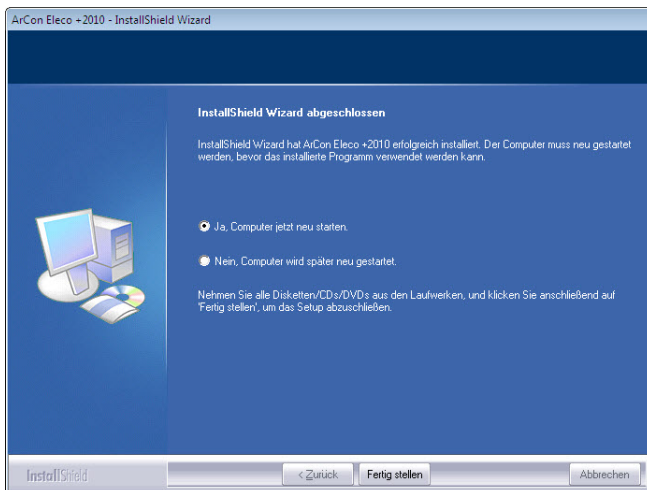 ArCon Eleco +2010 - InstallShield Wizard
InstallShield Wizard abgeschlossen
InstallShield Wizard hat ArCon Eleco +2010 erfolgreich installiert. Der Computer muss neu gestartet
werden, bevor das installierte Programm verwendet werden kann.
Ja, Computer jetzt neu starten.
Nein, Computer wird später neu gestartet.
Nehmen Sie alle Disketten/CDs/DVDs aus den Laufwerken, und klicken Sie anschließend auf
'Fertig stellen', um das Setup abzuschließen.
InstallShield
< Zurück
Fertig stellen
Abbrechen